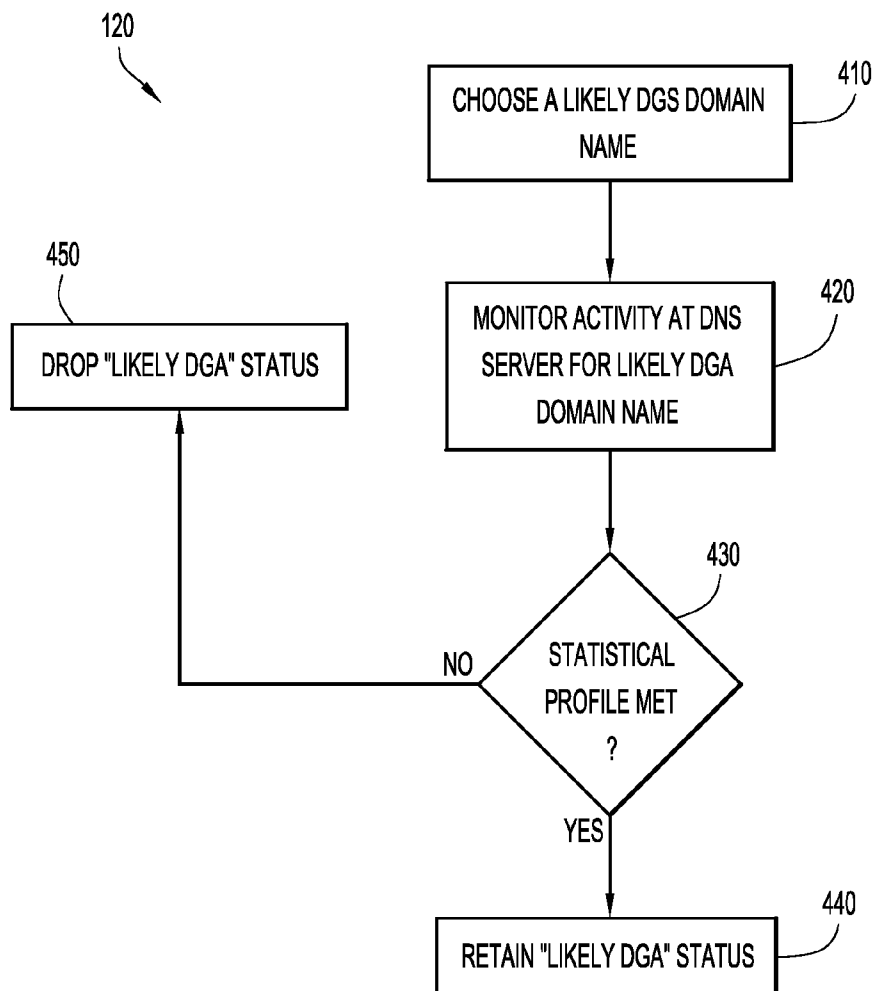 120
410
CHOOSE A LIKELY DGS DOMAIN
NAME
450
420
DROP "LIKELY DGA" STATUS
MONITOR ACTIVITY AT DNS
SERVER FOR LIKELY DGA
DOMAIN NAME
430
STATISTICAL
PROFILE MET
?
NO
YES
440
RETAIN "LIKELY DGA" STATUS